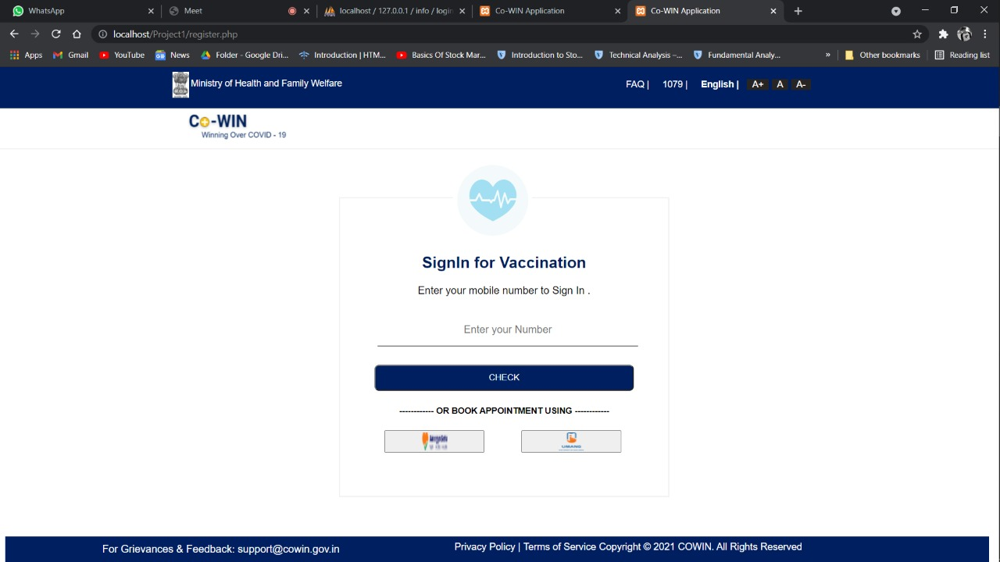 WhatsApp
Meet
localhost / 127.0.0.1 / info / login
Co-WIN Application
Co-WIN Application
localhost/Project1/register.php
Apps
Gmail
YouTube
News
Folder - Google Dri...
Introduction | HTM...
Basics Of Stock Mar...
Introduction to Sto...
Technical Analysis –...
Fundamental Analy...
»
Other bookmarks
Reading list
Ministry of Health and Family Welfare
FAQ | 1079 | English | A+ A A-
Co-WIN
Winning Over COVID - 19
SignIn for Vaccination
Enter your mobile number to Sign In .
Enter your Number
CHECK
------------ OR BOOK APPOINTMENT USING ------------
UMANG
For Grievances & Feedback: support@cowin.gov.in
Privacy Policy | Terms of Service Copyright © 2021 COWIN. All Rights Reserved